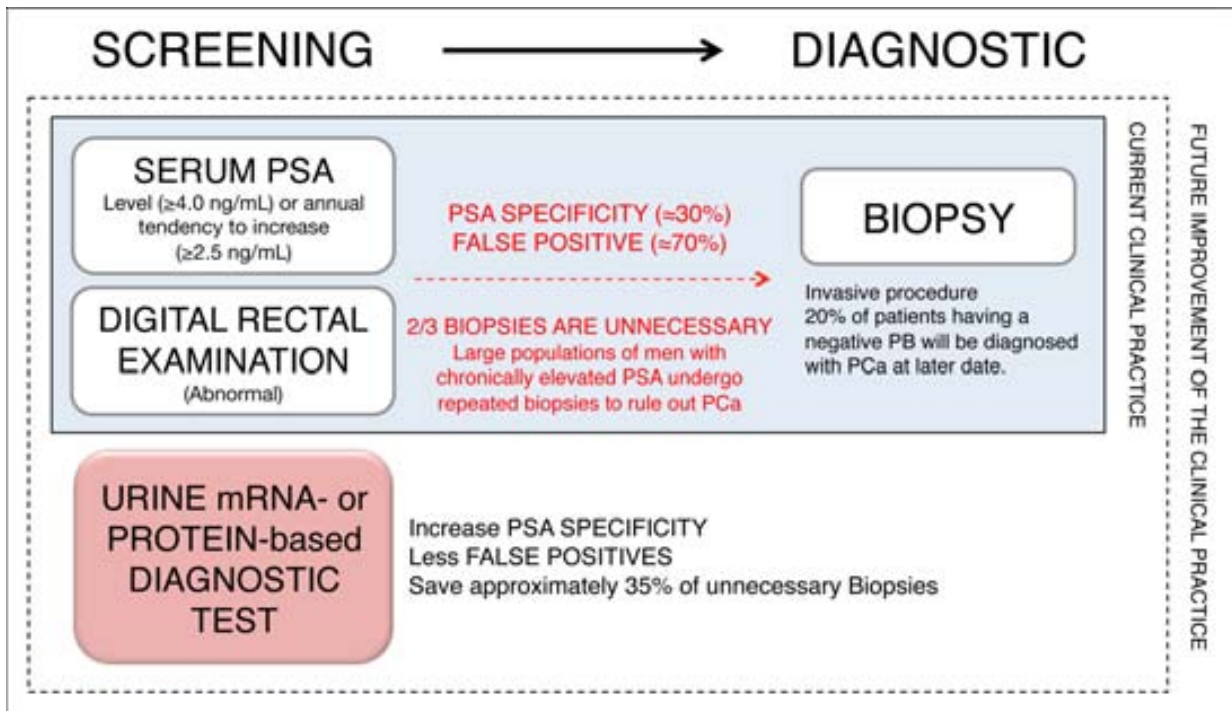 SCREENING
DIAGNOSTIC
SERUM PSA
Level (≥4.0 ng/mL) or annual
tendency to increase
(≥2.5 ng/mL)
DIGITAL RECTAL
EXAMINATION
(Abnormal)
PSA SPECIFICITY (≈30%)
FALSE POSITIVE (≈70%)
2/3 BIOPSIES ARE UNNECESSARY
Large populations of men with
chronically elevated PSA undergo
repeated biopsies to rule out PCa
BIOPSY
Invasive procedure
20% of patients having a
negative PB will be diagnosed
with PCa at later date.
CURRENT CLINICAL PRACTICE
FUTURE IMPROVEMENT OF THE CLINICAL PRACTICE
URINE mRNA- or
PROTEIN-based
DIAGNOSTIC
TEST
Increase PSA SPECIFICITY
Less FALSE POSITIVES
Save approximately 35% of unnecessary Biopsies